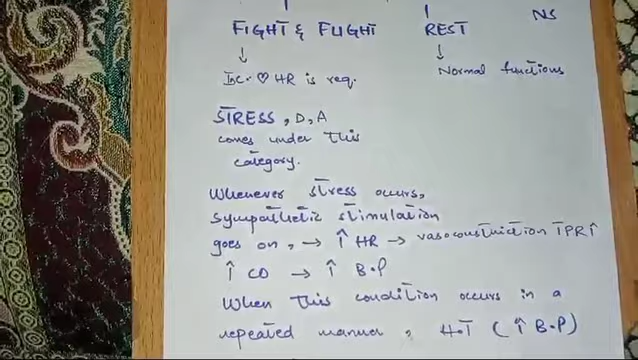 FIGHT & FLIGHT REST NS
↓ ↓
Inc. ♡ HR is req. Normal functions
STRESS, D, A
comes under this
category.
Whenever stress occurs,
sympathetic stimulation
goes on, → ↑ HR → vasoconstriction TPR↑
↑ CO → ↑ B.P
When this condition occurs in a
repeated manner, H.T (↑ B.P)